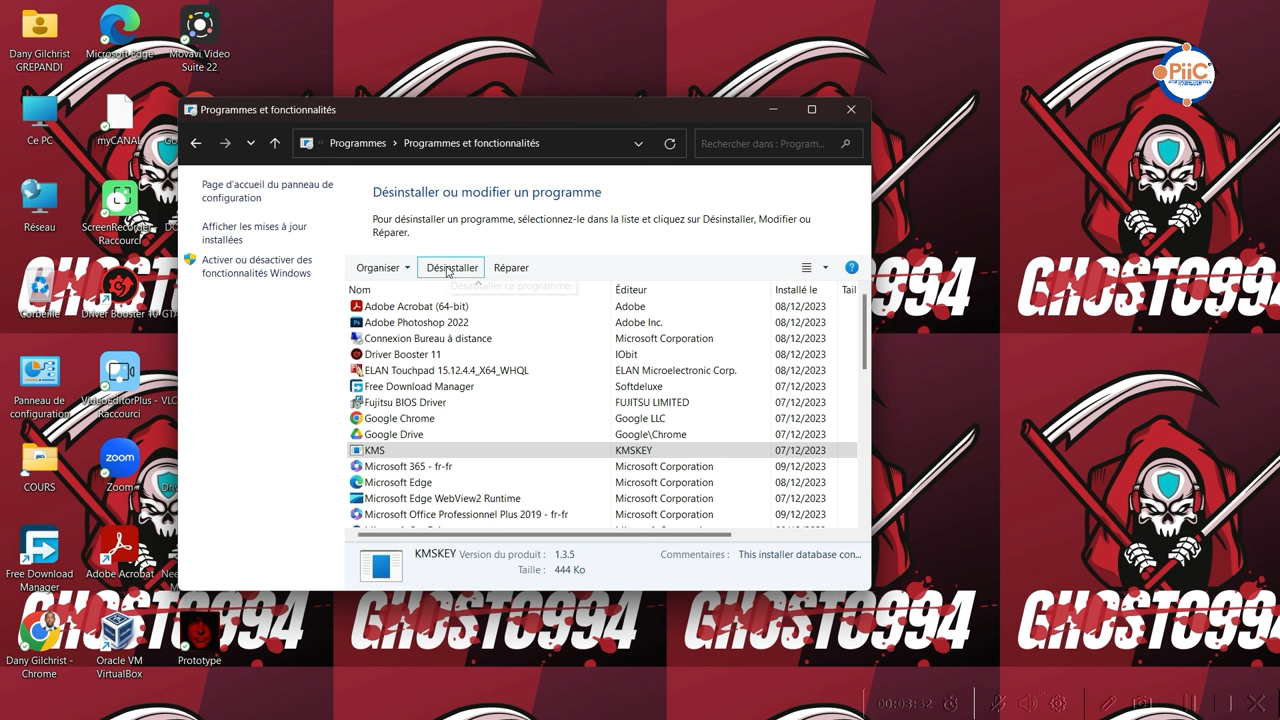 Dany Gilchrist
GREPANDI
Microsoft Edge
Movavi Video
Suite 22
PiiC
Programmes et fonctionnalités
Programmes > Programmes et fonctionnalités
Rechercher dans : Program...
Ce PC
myCANAL
Page d'accueil du panneau de
configuration
Désinstaller ou modifier un programme
Afficher les mises à jour
installées
Pour désinstaller un programme, sélectionnez-le dans la liste et cliquez sur Désinstaller, Modifier ou
Réparer.
Réseau
ScreenRecorder
Raccourci
Activer ou désactiver des
fonctionnalités Windows
Organiser
Désinstaller
Réparer
Désinstaller ce programme.
Nom Éditeur Installé le Tail
Adobe Acrobat (64-bit) Adobe 08/12/2023
Adobe Photoshop 2022 Adobe Inc. 08/12/2023
Connexion Bureau à distance Microsoft Corporation 08/12/2023
Driver Booster 11 IObit 08/12/2023
ELAN Touchpad 15.12.4.4_X64_WHQL ELAN Microelectronic Corp. 08/12/2023
Free Download Manager Softdeluxe 07/12/2023
Fujitsu BIOS Driver FUJITSU LIMITED 07/12/2023
Google Chrome Google LLC 07/12/2023
Google Drive Google\Chrome 07/12/2023
KMS KMSKEY 07/12/2023
Microsoft 365 - fr-fr Microsoft Corporation 09/12/2023
Microsoft Edge Microsoft Corporation 08/12/2023
Microsoft Edge WebView2 Runtime Microsoft Corporation 07/12/2023
Microsoft Office Professionnel Plus 2019 - fr-fr Microsoft Corporation 09/12/2023
KMSKEY Version du produit : 1.3.5 Commentaires : This installer database con...
Taille : 444 Ko
Corbeille
Driver Booster 10
Panneau de
configuration
VideoEditorPlus -
Raccourci
COURS
Zoom
zoom
Free Download
Manager
Adobe Acrobat
Dany Gilchrist -
Chrome
Oracle VM
VirtualBox
Prototype
GHOST0994
GHOST0994
GHOST0994
GHOST0994
00:03:32